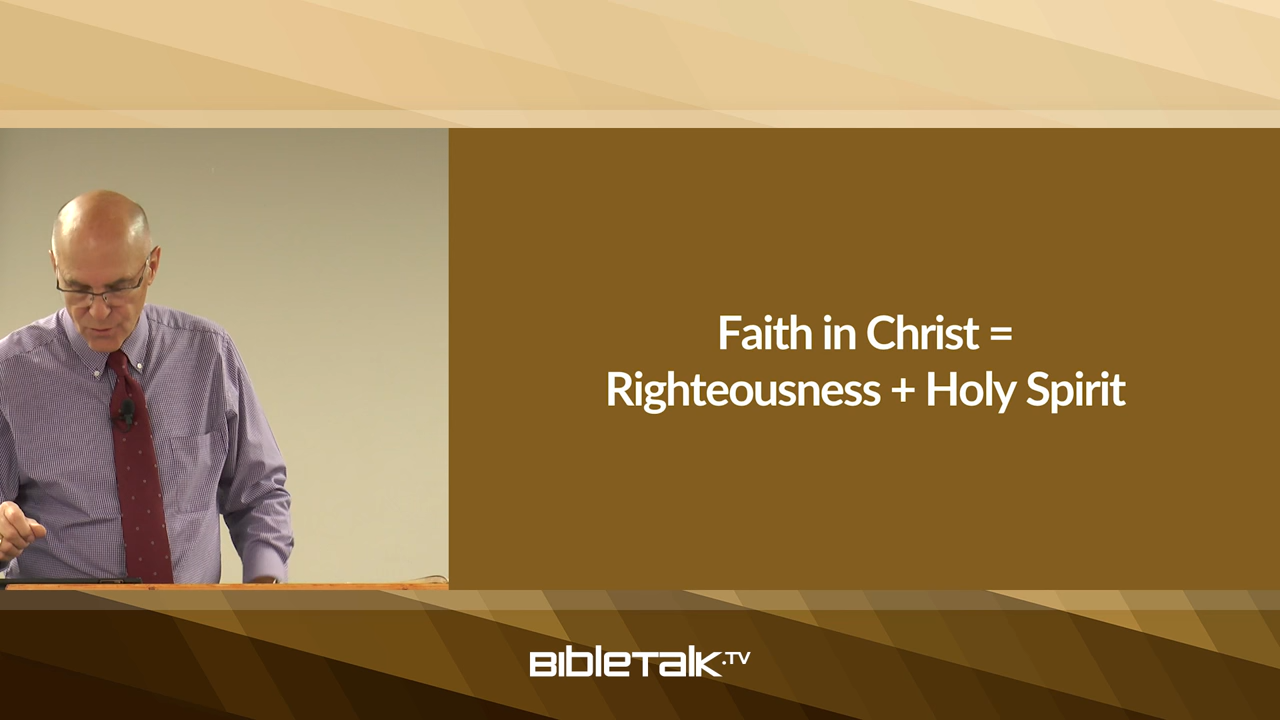 Faith in Christ =
Righteousness + Holy Spirit
BIBLETALK.TV